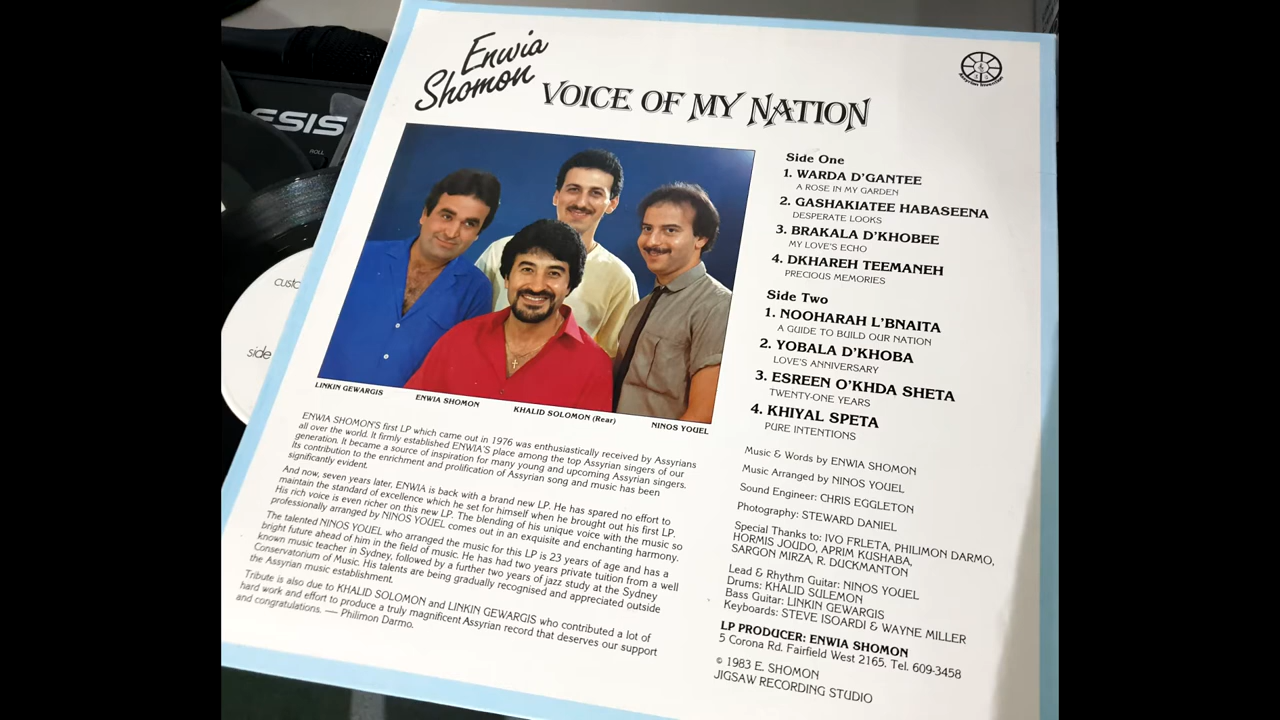 Enwia
Shomon
VOICE OF MY NATION
ESIS
ROLL
custo
side
Side One
1. WARDA D'GANTEE
A ROSE IN MY GARDEN
2. GASHAKIATEE HABASEENA
DESPERATE LOOKS
3. BRAKALA D'KHOBEE
MY LOVE'S ECHO
4. DKHAREH TEEMANEH
PRECIOUS MEMORIES
Side Two
1. NOOHARAH L'BNAITA
A GUIDE TO BUILD OUR NATION
2. YOBALA D'KHOBA
LOVE'S ANNIVERSARY
3. ESREEN O'KHDA SHETA
TWENTY-ONE YEARS
4. KHIYAL SPETA
PURE INTENTIONS
LINKIN GEWARGIS
ENWIA SHOMON
KHALID SOLOMON (Rear)
NINOS YOUEL
ENWIA SHOMON'S first LP which came out in 1976 was enthusiastically received by Assyrians
all over the world. It firmly established ENWIA'S place among the top Assyrian singers of our
generation. It became a source of inspiration for many young and upcoming Assyrian singers.
Its contribution to the enrichment and prolification of Assyrian song and music has been
significantly evident.
And now, seven years later, ENWIA is back with a brand new LP. He has spared no effort to
maintain the standard of excellence which he set for himself when he brought out his first LP.
His rich voice is even richer on this new LP. The blending of his unique voice with the music so
professionally arranged by NINOS YOUEL comes out in an exquisite and enchanting harmony.
The talented NINOS YOUEL who arranged the music for this LP is 23 years of age and has a
bright future ahead of him in the field of music. He has had two years private tuition from a well
known music teacher in Sydney, followed by a further two years of jazz study at the Sydney
Conservatorium of Music. His talents are being gradually recognised and appreciated outside
the Assyrian music establishment.
Tribute is also due to KHALID SOLOMON and LINKIN GEWARGIS who contributed a lot of
hard work and effort to produce a truly magnificent Assyrian record that deserves our support
and congratulations. — Philimon Darmo.
Music & Words by ENWIA SHOMON
Music Arranged by NINOS YOUEL
Sound Engineer: CHRIS EGGLETON
Photography: STEWARD DANIEL
Special Thanks to: IVO FRLETA, PHILIMON DARMO,
HORMIS JOUDO, APRIM KUSHABA,
SARGON MIRZA, R. DUCKMANTON
Lead & Rhythm Guitar: NINOS YOUEL
Drums: KHALID SULEMON
Bass Guitar: LINKIN GEWARGIS
Keyboards: STEVE ISOARDI & WAYNE MILLER
LP PRODUCER: ENWIA SHOMON
5 Corona Rd. Fairfield West 2165. Tel. 609-3458
© 1983 E. SHOMON
JIGSAW RECORDING STUDIO